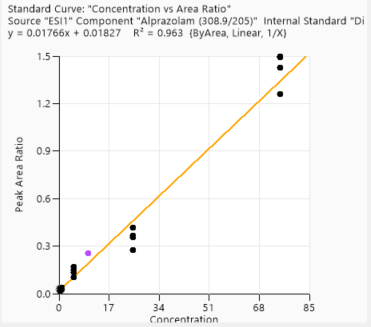 Standard Curve: "Concentration vs Area Ratio"
Source "ESI1" Component "Alprazolam (308.9/205)" Internal Standard "Di
y = 0.01766x + 0.01827 R² = 0.963 {ByArea, Linear, 1/X}
1.5
1.2
0.9
0.6
0.3
0.0
Peak Area Ratio
0 17 34 51 68 85
Concentration